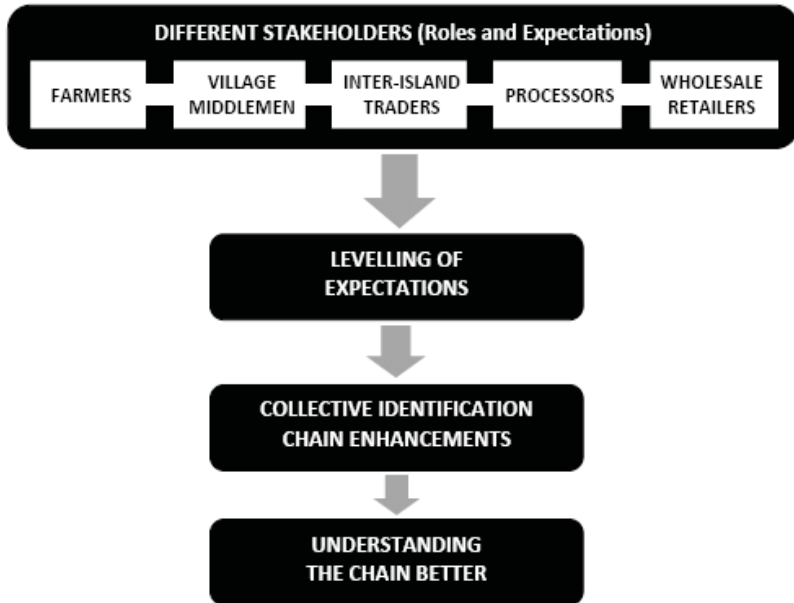 DIFFERENT STAKEHOLDERS (Roles and Expectations)
FARMERS
VILLAGE
MIDDLEMEN
INTER-ISLAND
TRADERS
PROCESSORS
WHOLESALE
RETAILERS
LEVELLING OF
EXPECTATIONS
COLLECTIVE IDENTIFICATION
CHAIN ENHANCEMENTS
UNDERSTANDING
THE CHAIN BETTER